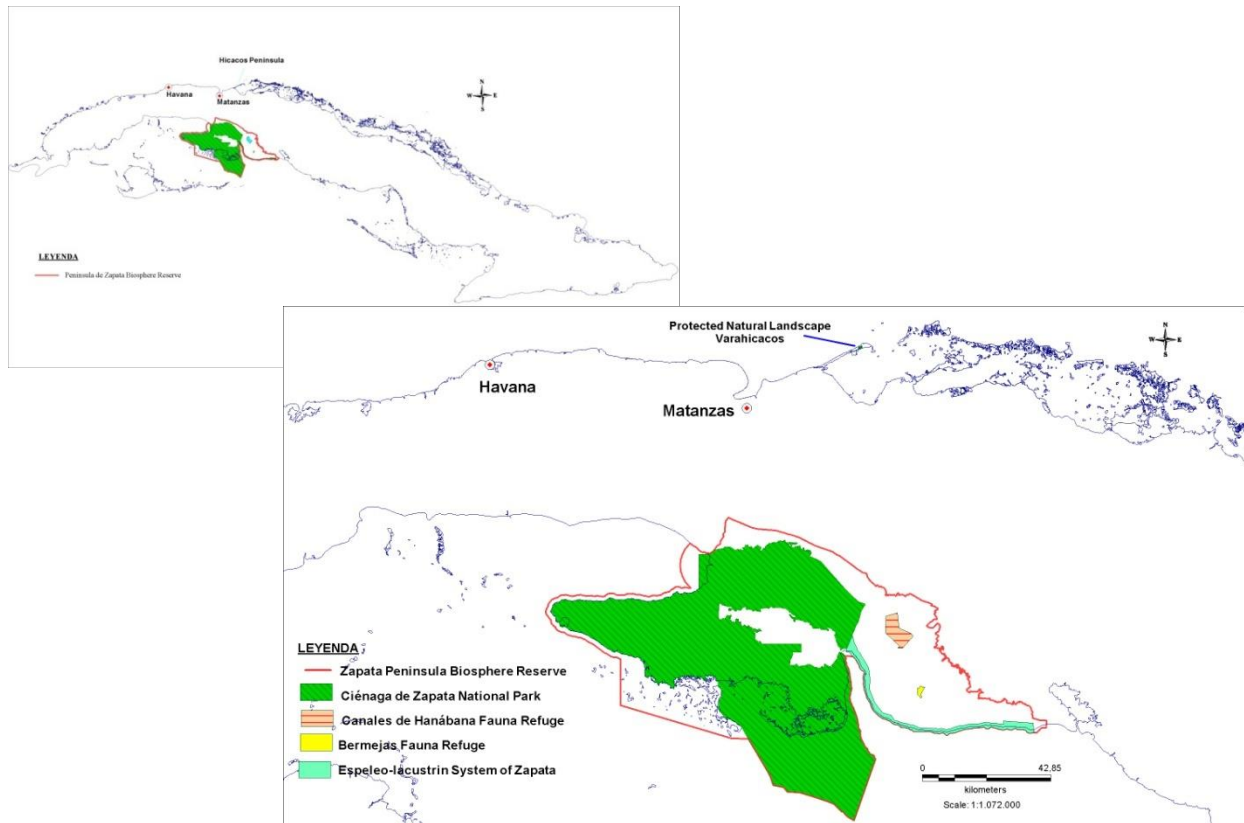 Hicacos Peninsula
N
W E
S
Havana
Matanzas
LEYENDA
Peninsula de Zapata Biosphere Reserve
Protected Natural Landscape
Varahicacos
N
W E
S
Havana
Matanzas
LEYENDA
Zapata Peninsula Biosphere Reserve
Ciénaga de Zapata National Park
Canales de Hanábana Fauna Refuge
Bermejas Fauna Refuge
Espeleo-lacustrin System of Zapata
0 42.85
kilometers
Scale: 1:1.072.000